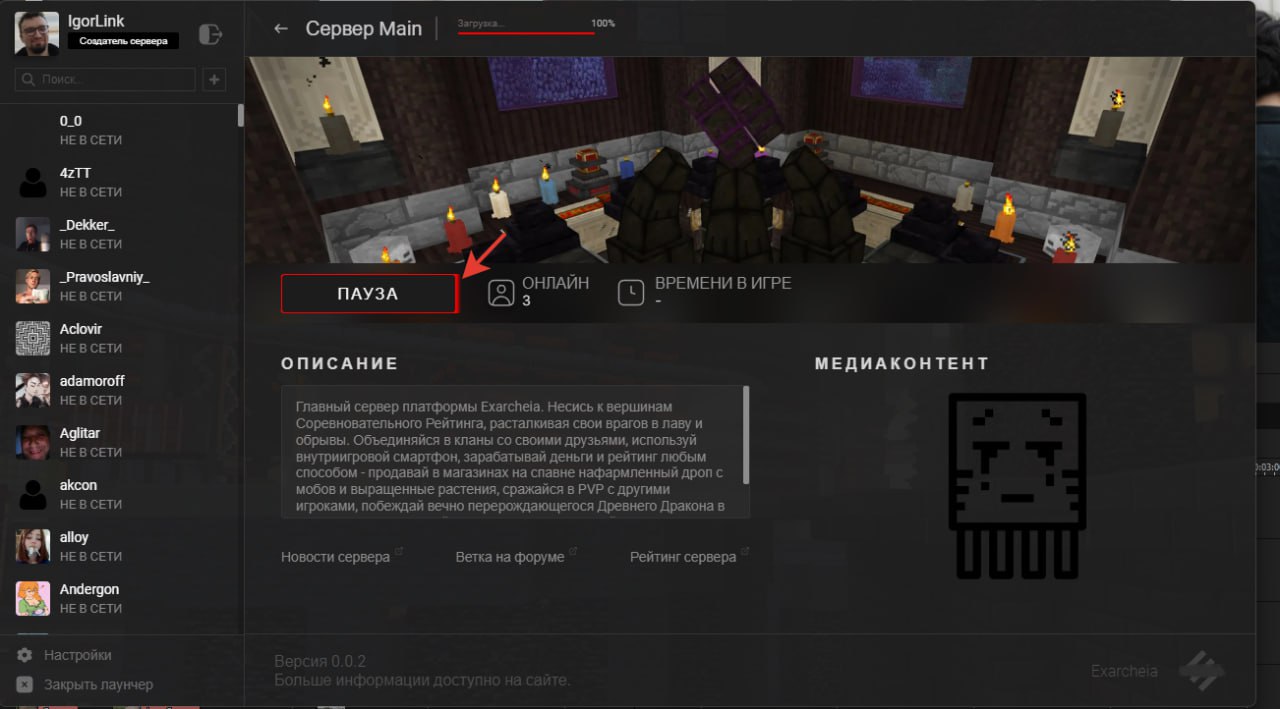 IgorLink
Создатель сервера
Поиск...
0_0
НЕ В СЕТИ
4zTT
НЕ В СЕТИ
_Dekker_
НЕ В СЕТИ
_Pravoslavniy_
НЕ В СЕТИ
Aclovir
НЕ В СЕТИ
adamoroff
НЕ В СЕТИ
Aglitar
НЕ В СЕТИ
akcon
НЕ В СЕТИ
alloy
НЕ В СЕТИ
Andergon
НЕ В СЕТИ
Настройки
Закрыть лаунчер
Сервер Main
Загрузка...
100%
ПАУЗА
ОНЛАЙН
3
ВРЕМЕНИ В ИГРЕ
-
ОПИСАНИЕ
Главный сервер платформы Exarcheia. Несись к вершинам
Соревновательного Рейтинга, расталкивая свои врагов в лаву и
обрывы. Объединяйся в кланы со своими друзьями, используй
внутриигровой смартфон, зарабатывай деньги и рейтинг любым
способом - продавай в магазинах на спавне нафармленный дроп с
мобов и выращенные растения, сражайся в PVP с другими
игроками, побеждай вечно перерождающегося Древнего Дракона в
Новости сервера
Ветка на форуме
Рейтинг сервера
МЕДИАКОНТЕНТ
Версия 0.0.2
Больше информации доступно на сайте.
Exarcheia